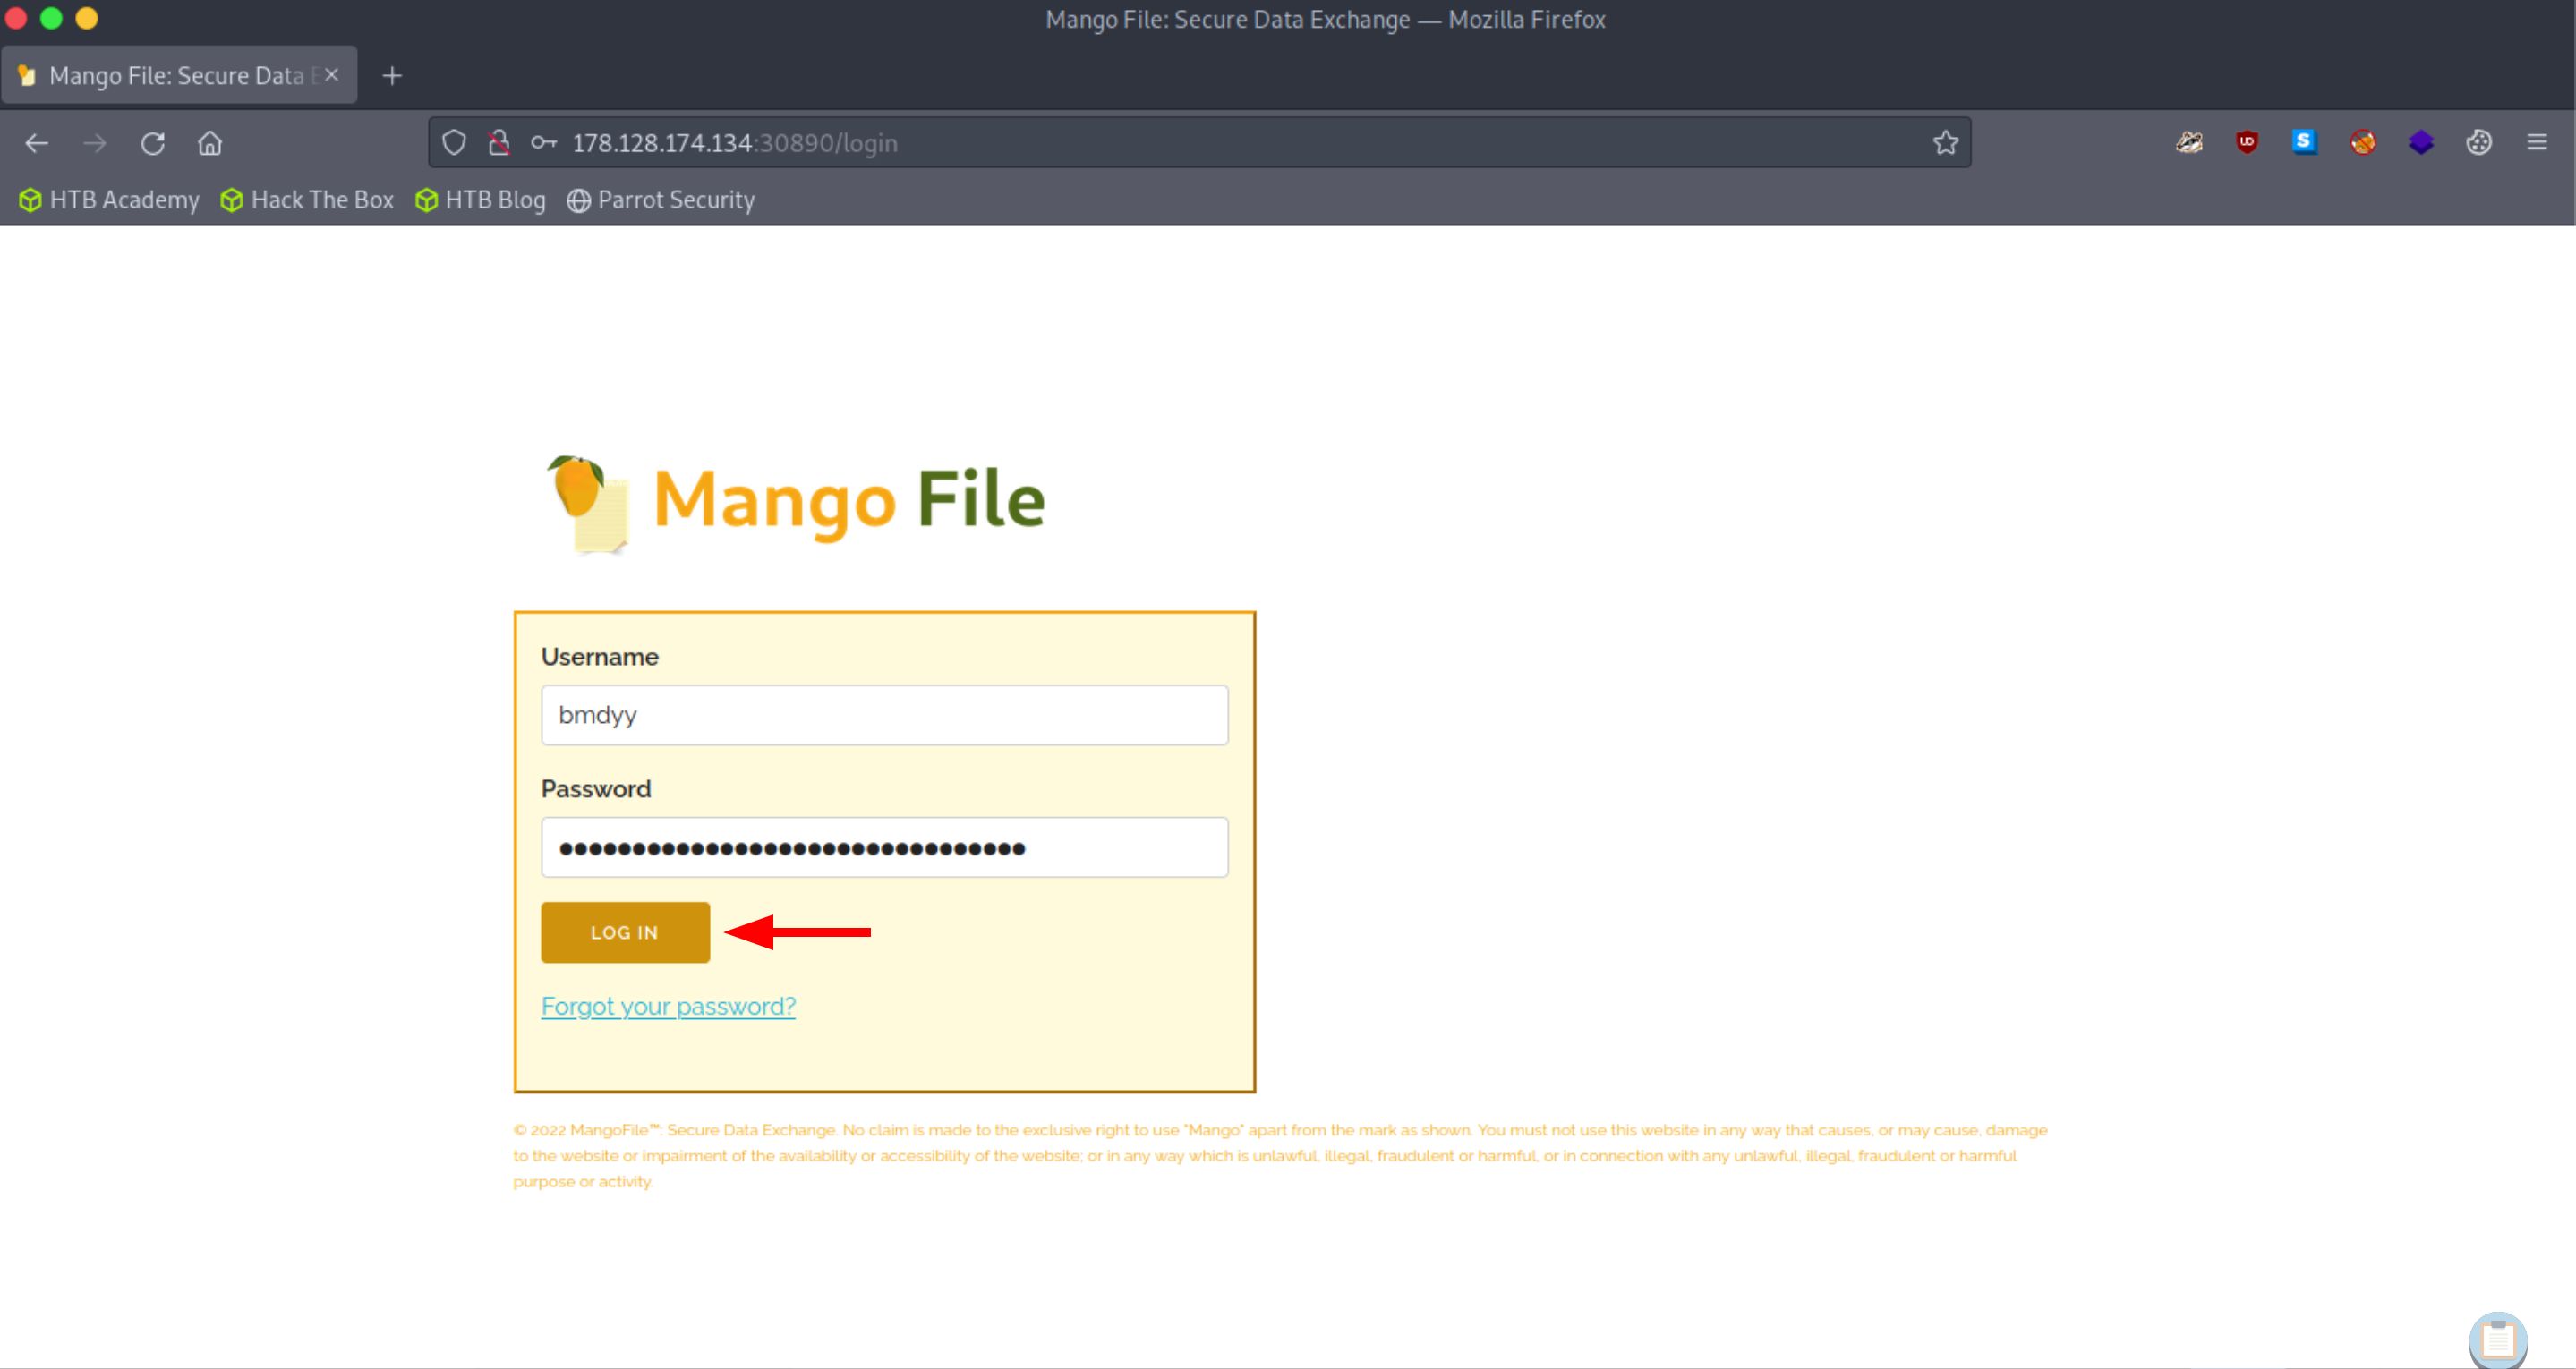 Mango File: Secure Data Exchange — Mozilla Firefox
Mango File: Secure Data
178.128.174.134:30890/login
HTB Academy Hack The Box HTB Blog Parrot Security
Mango File
Username
bmdyy
Password
LOG IN
Forgot your password?
© 2022 MangoFile™: Secure Data Exchange. No claim is made to the exclusive right to use "Mango" apart from the mark as shown. You must not use this website in any way that causes, or may cause, damage
to the website or impairment of the availability or accessibility of the website; or in any way which is unlawful, illegal, fraudulent or harmful, or in connection with any unlawful, illegal, fraudulent or harmful
purpose or activity.